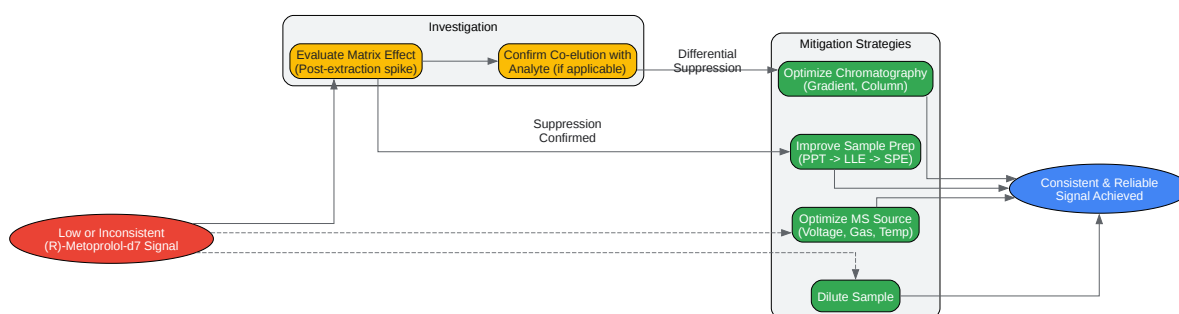 Investigation
Evaluate Matrix Effect
(Post-extraction spike)
Confirm Co-elution with
Analyte (if applicable)
Differential
Suppression
Mitigation Strategies
Optimize Chromatography
(Gradient, Column)
Suppression
Confirmed
Improve Sample Prep
(PPT -> LLE -> SPE)
Consistent & Reliable
Signal Achieved
Low or Inconsistent
(R)-Metoprolol-d7 Signal
Optimize MS Source
(Voltage, Gas, Temp)
Dilute Sample